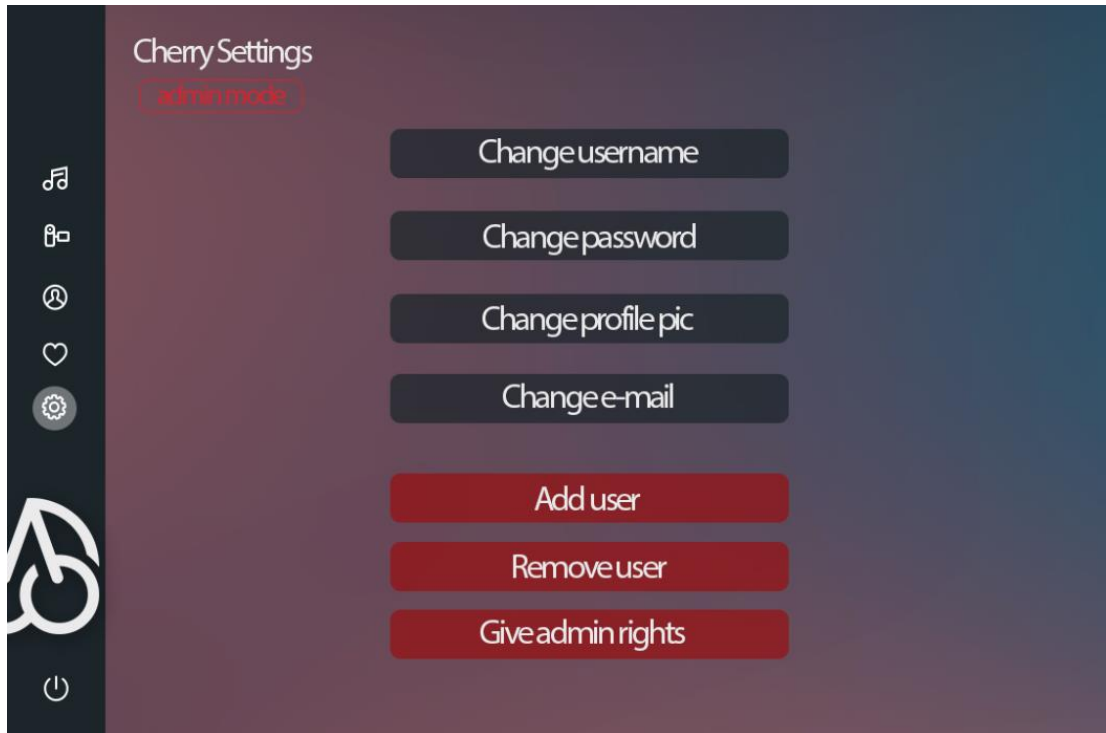 Cherry Settings
admin mode
Change username
Change password
Change profile pic
Change e-mail
Add user
Remove user
Give admin rights